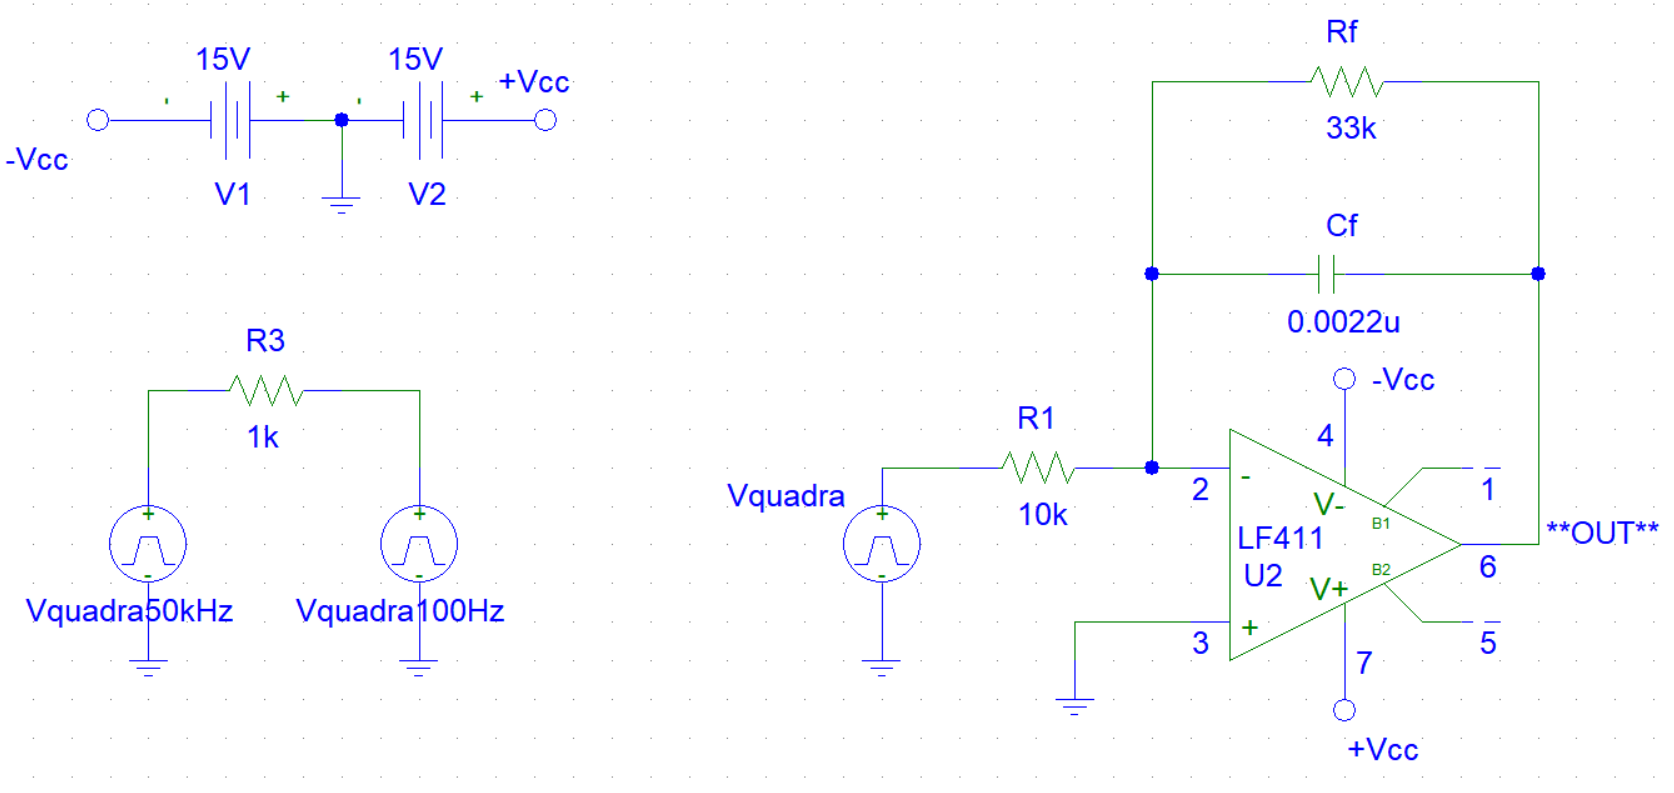 15V
15V
+Vcc
- + - +
-Vcc
V1
V2
R3
1k
+
-
Vquadra50kHz
+
-
Vquadra100Hz
Rf
33k
Cf
0.0022u
-Vcc
4
R1
10k
Vquadra
+
-
2
-
V-
B1
1
LF411
U2
**OUT**
6
B2
V+
3
+
5
7
+Vcc